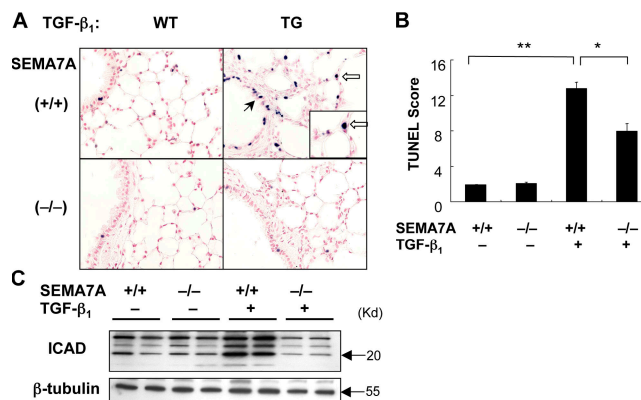 A TGF-β₁: WT TG
SEMA7A
(+/+)
(–/–)
B
** *
TUNEL Score
16
12
8
4
0
SEMA7A +/+ –/– +/+ –/–
TGF-β₁ – – + +
C
SEMA7A +/+ –/– +/+ –/–
TGF-β₁ – – + + (Kd)
ICAD 20
β-tubulin 55